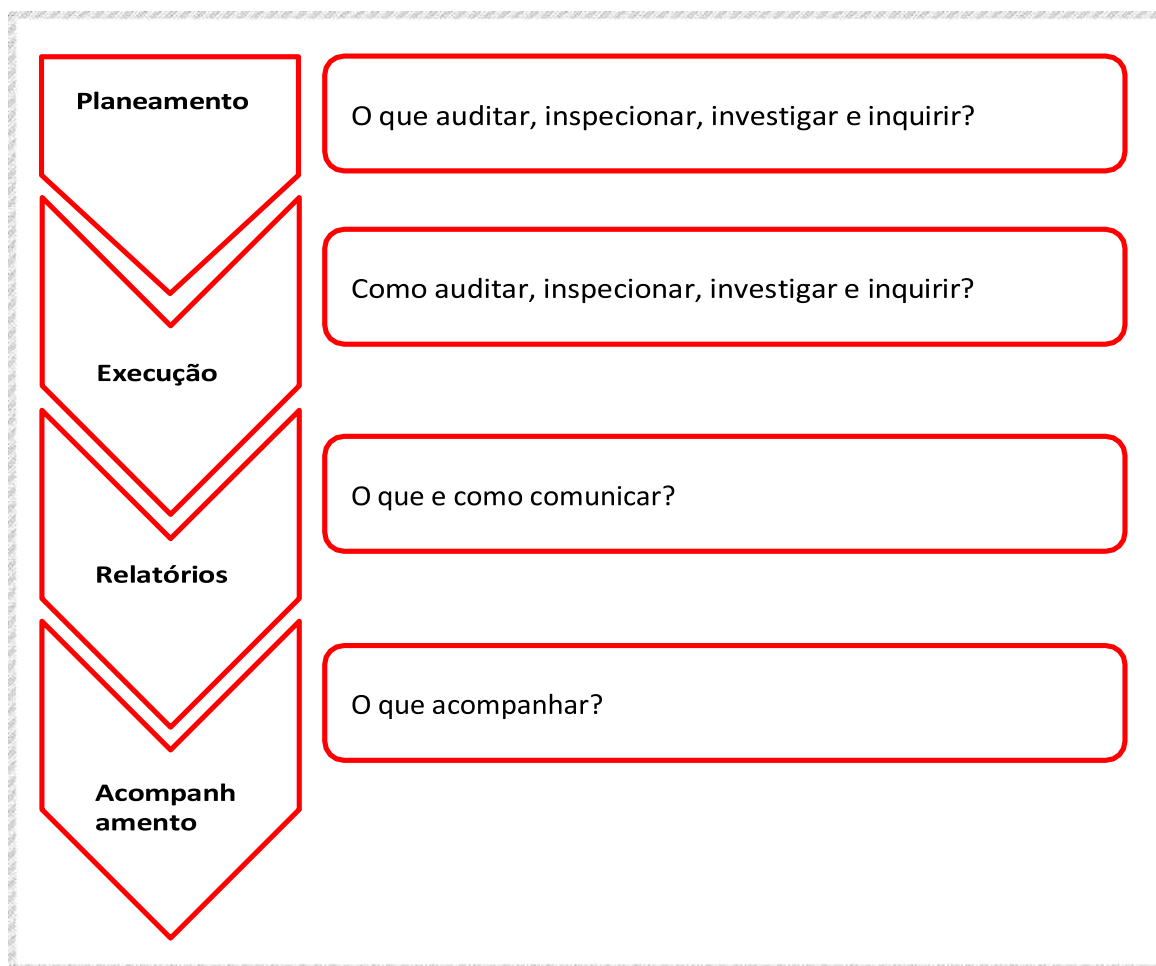 Planeamento
O que auditar, inspecionar, investigar e inquirir?
Como auditar, inspecionar, investigar e inquirir?
Execução
O que e como comunicar?
Relatórios
O que acompanhar?
Acompanh
amento